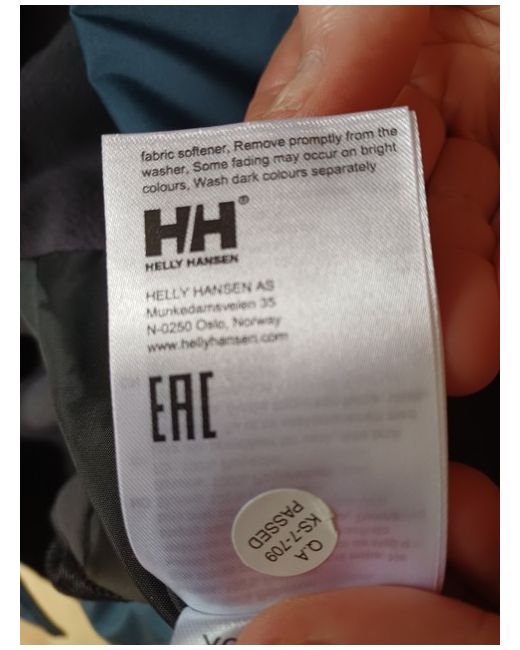 fabric softener, Remove promptly from the
washer, Some fading may occur on bright
colours, Wash dark colours separately
HH®
HELLY HANSEN
HELLY HANSEN AS
Munkedamsveien 35
N-0250 Oslo, Norway
www.hellyhansen.com
EAC
Q.A
KS-7-709
PASSED